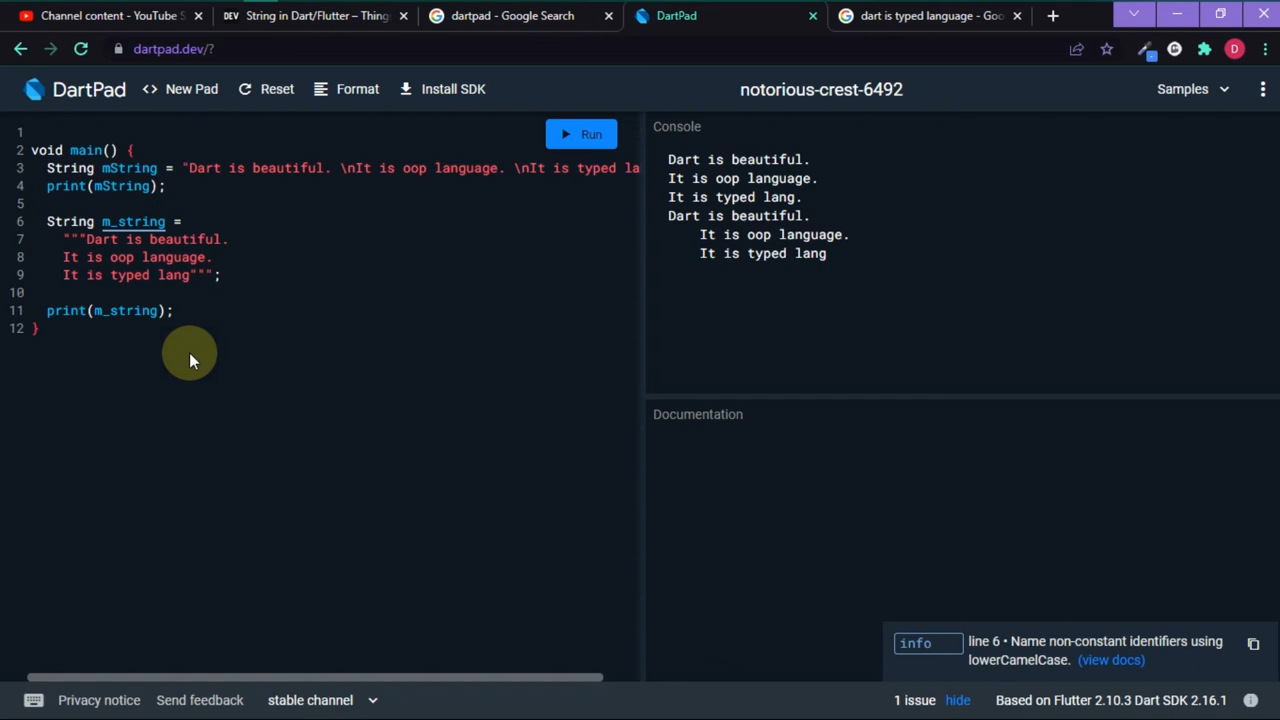 Channel content - YouTube S
DEV String in Dart/Flutter – Thing
dartpad - Google Search
DartPad
dart is typed language - Goo
dartpad.dev/?
D
DartPad
<> New Pad
Reset
Format
Install SDK
notorious-crest-6492
Samples
Run
1
2 void main() {
3 String mString = "Dart is beautiful. \nIt is oop language. \nIt is typed la
4 print(mString);
5
6 String m_string =
7 """Dart is beautiful.
8 It is oop language.
9 It is typed lang""";
10
11 print(m_string);
12 }
Console
Dart is beautiful.
It is oop language.
It is typed lang.
Dart is beautiful.
It is oop language.
It is typed lang
Documentation
info line 6 • Name non-constant identifiers using
lowerCamelCase. (view docs)
Privacy notice
Send feedback
stable channel
1 issue hide
Based on Flutter 2.10.3 Dart SDK 2.16.1